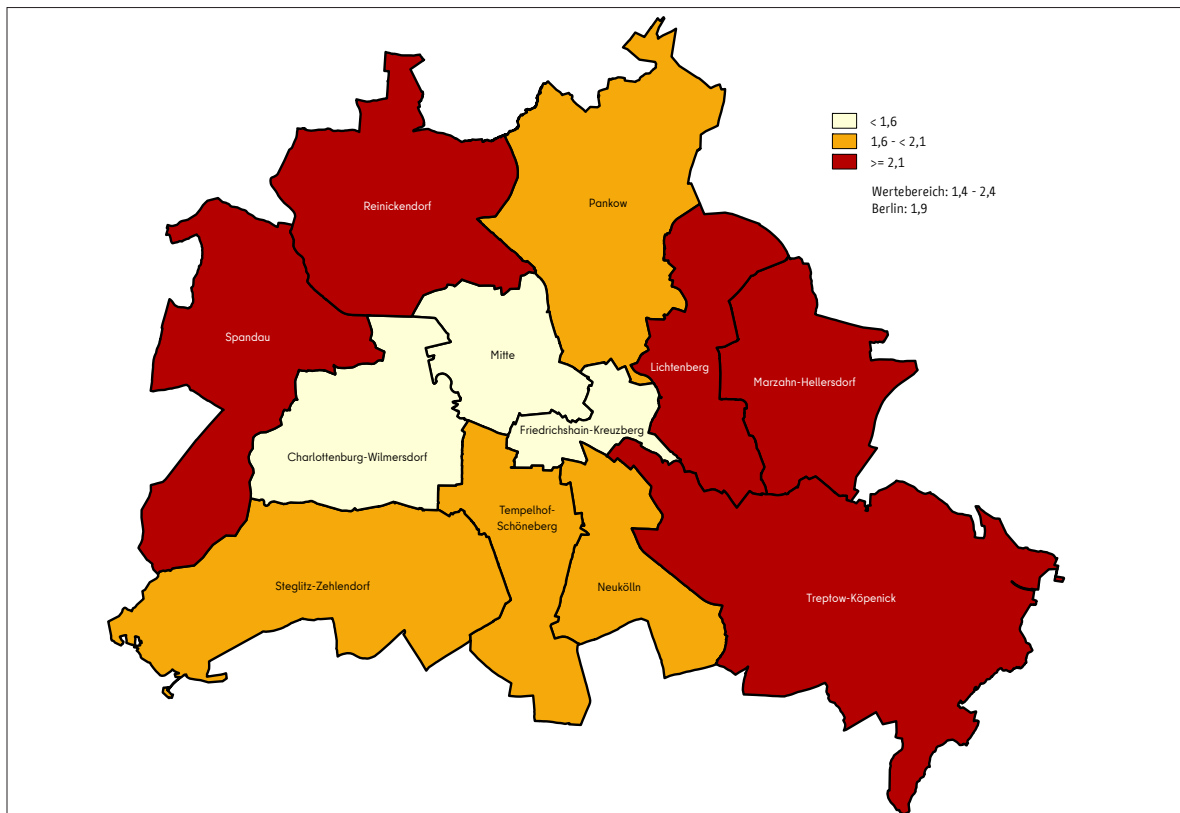 < 1,6
1,6 - < 2,1
>= 2,1
Wertebereich: 1,4 - 2,4
Berlin: 1,9
Reinickendorf
Pankow
Spandau
Mitte
Lichtenberg
Marzahn-Hellersdorf
Friedrichshain-Kreuzberg
Charlottenburg-Wilmersdorf
Tempelhof-
Schöneberg
Steglitz-Zehlendorf
Neukölln
Treptow-Köpenick